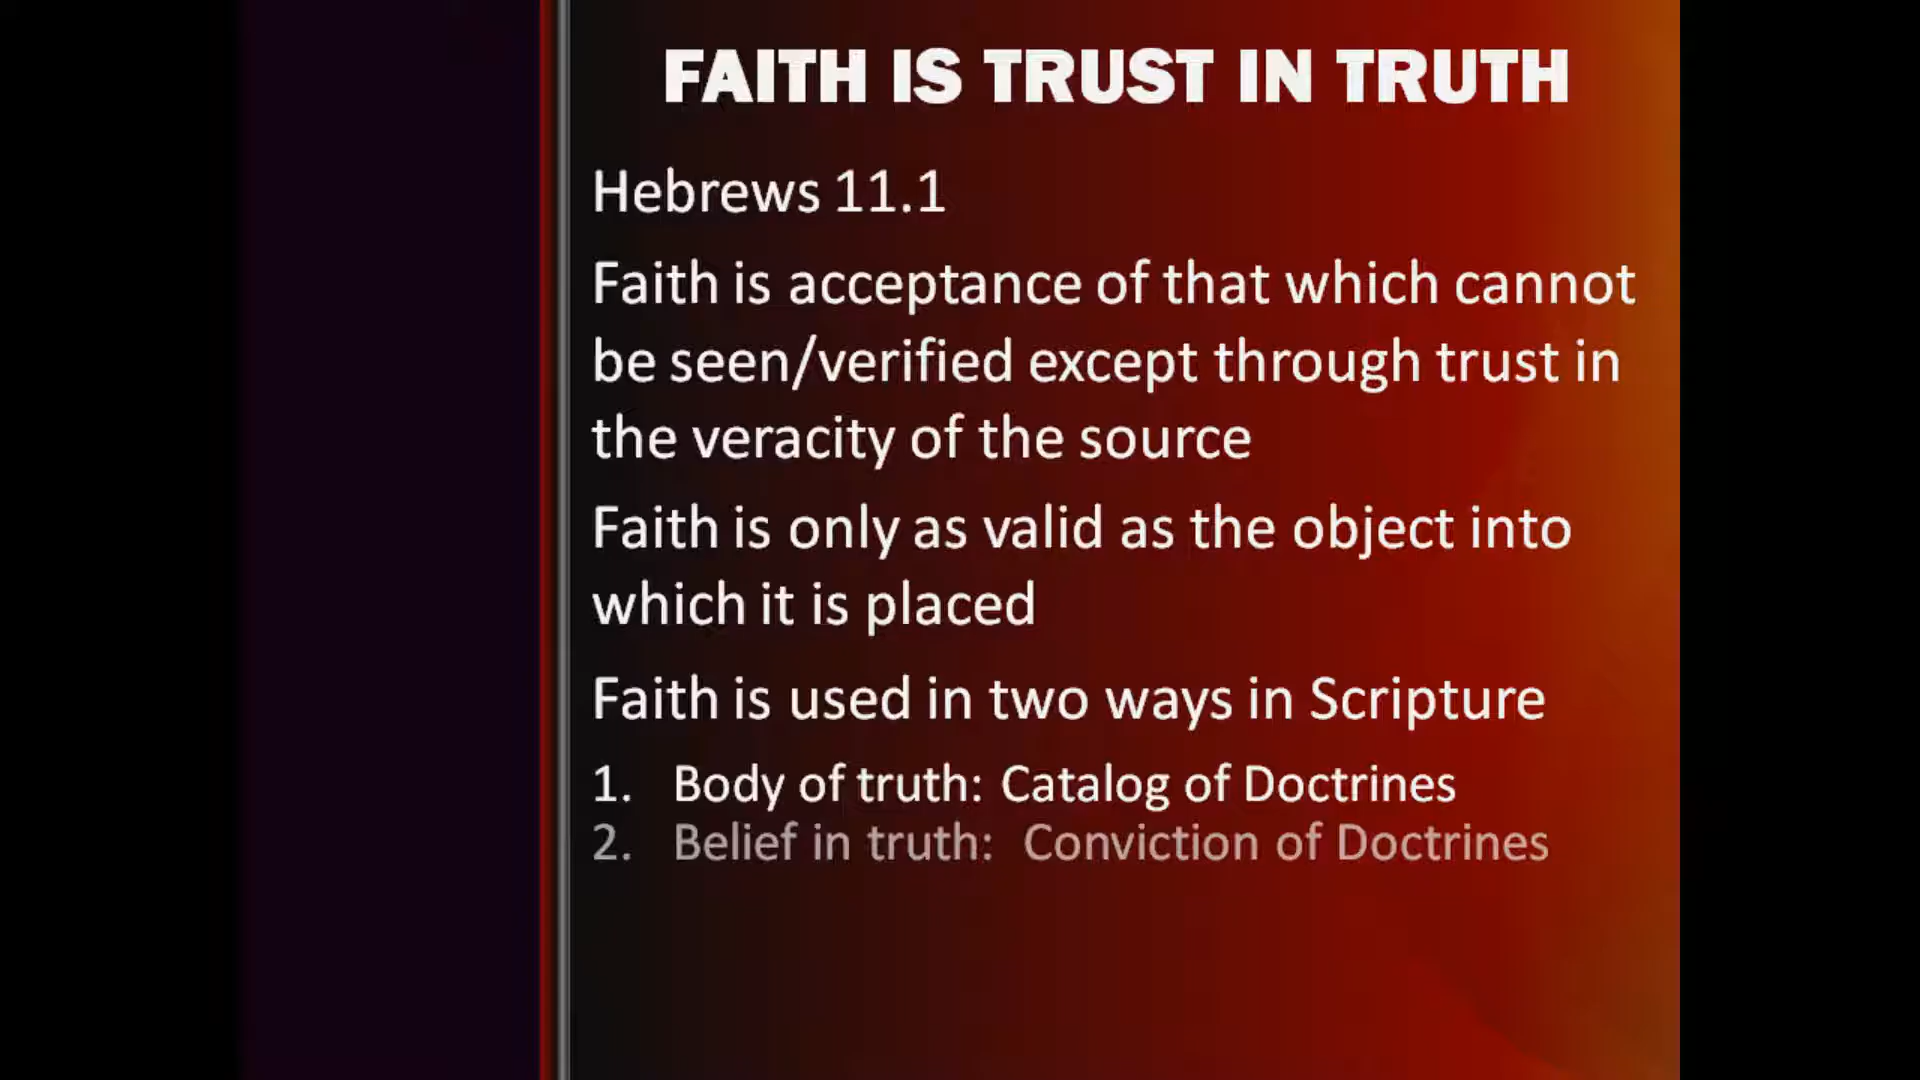 FAITH IS TRUST IN TRUTH
Hebrews 11.1
Faith is acceptance of that which cannot
be seen/verified except through trust in
the veracity of the source
Faith is only as valid as the object into
which it is placed
Faith is used in two ways in Scripture
1. Body of truth: Catalog of Doctrines
2. Belief in truth: Conviction of Doctrines